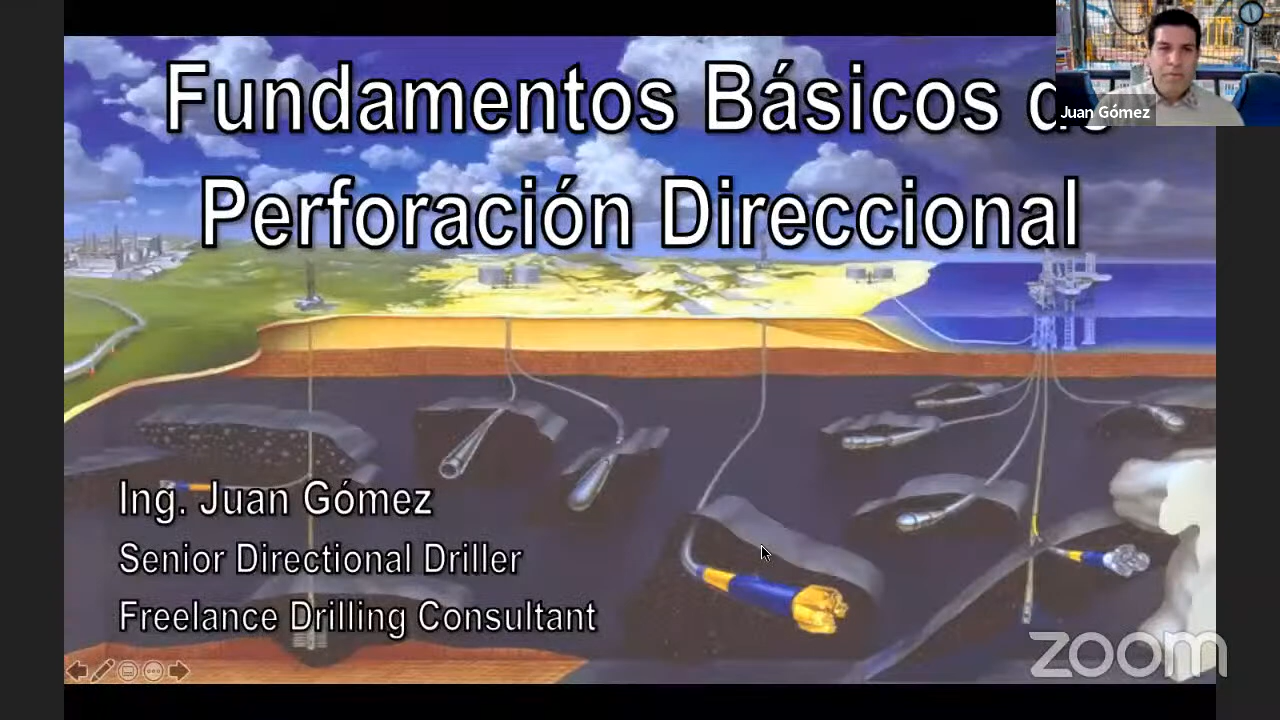 Fundamentos Básicos de
Perforación Direccional
Juan Gómez
Ing. Juan Gómez
Senior Directional Driller
Freelance Drilling Consultant
zoom